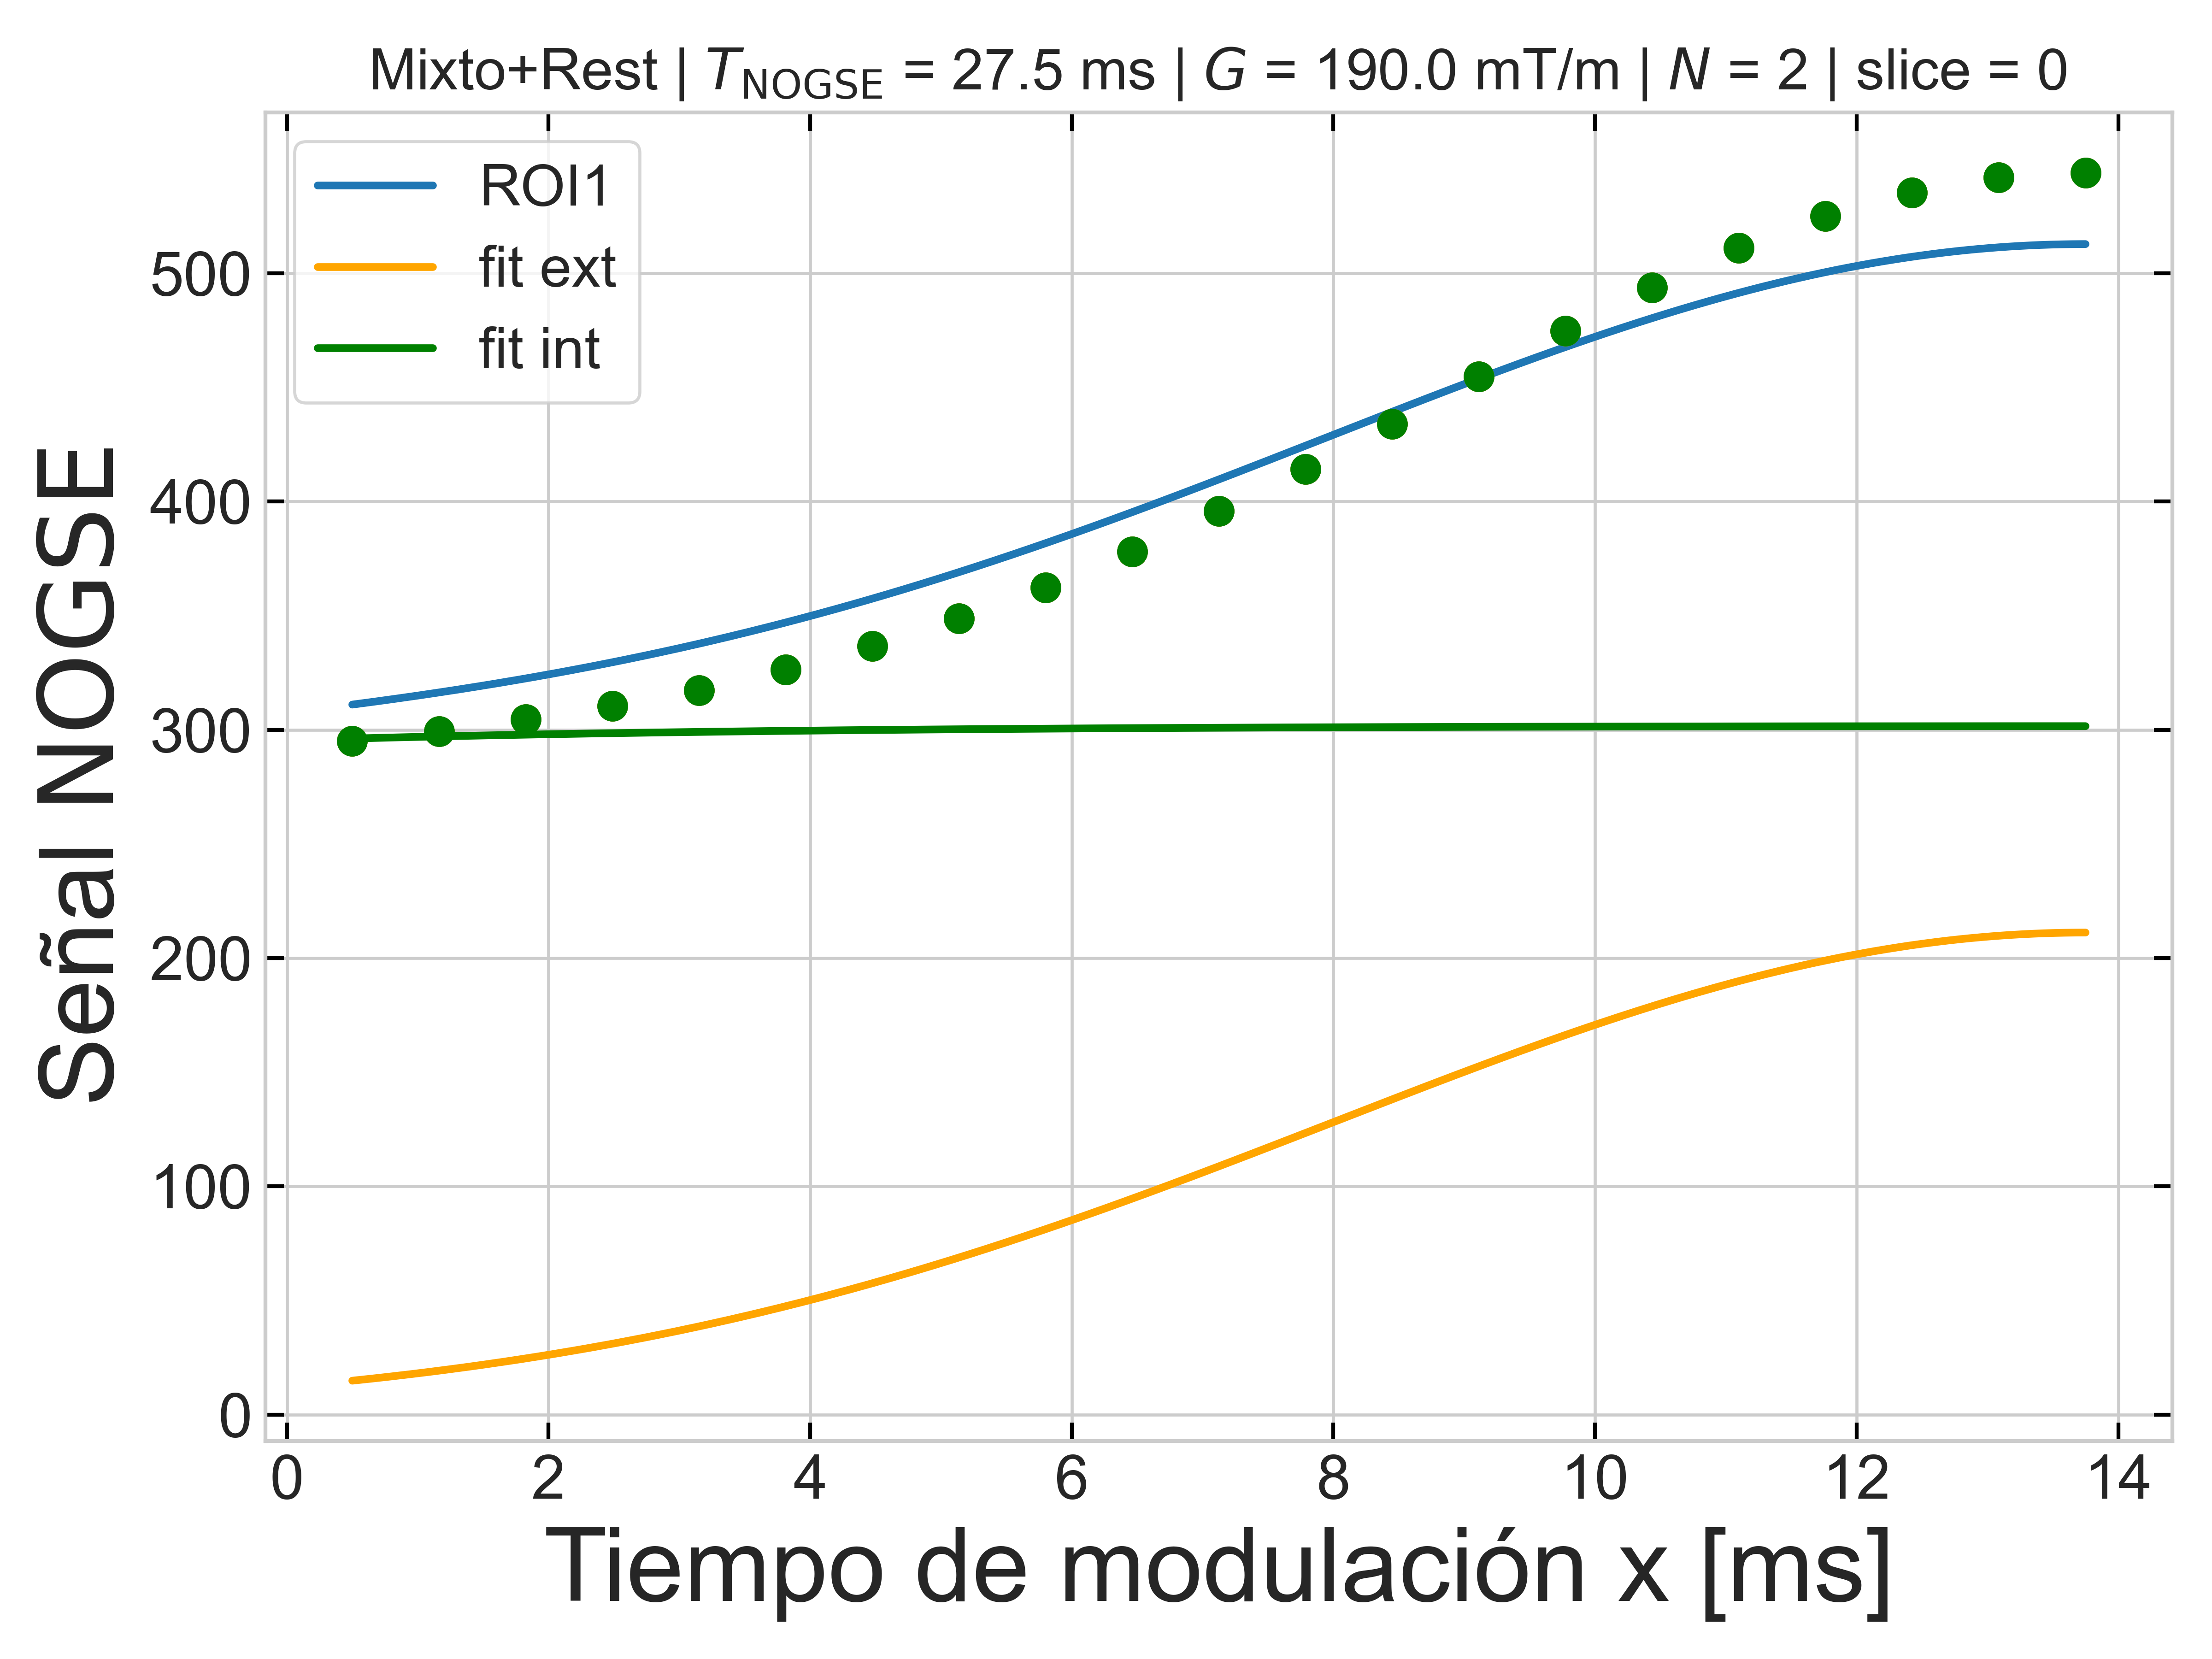 Mixto+Rest | T_NOGSE = 27.5 ms | G = 190.0 mT/m | N = 2 | slice = 0
ROI1
fit ext
fit int
Señal NOGSE
500
400
300
200
100
0
0 2 4 6 8 10 12 14
Tiempo de modulación x [ms]